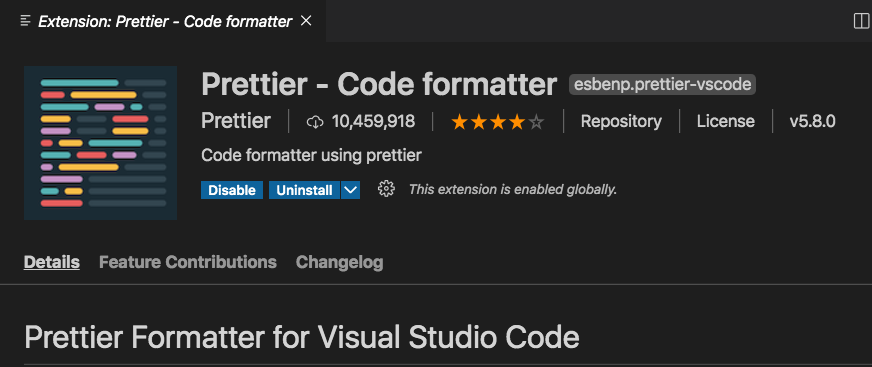 Extension: Prettier - Code formatter
Prettier - Code formatter esbenp.prettier-vscode
Prettier 10,459,918 Repository License v5.8.0
Code formatter using prettier
Disable Uninstall This extension is enabled globally.
Details Feature Contributions Changelog
Prettier Formatter for Visual Studio Code